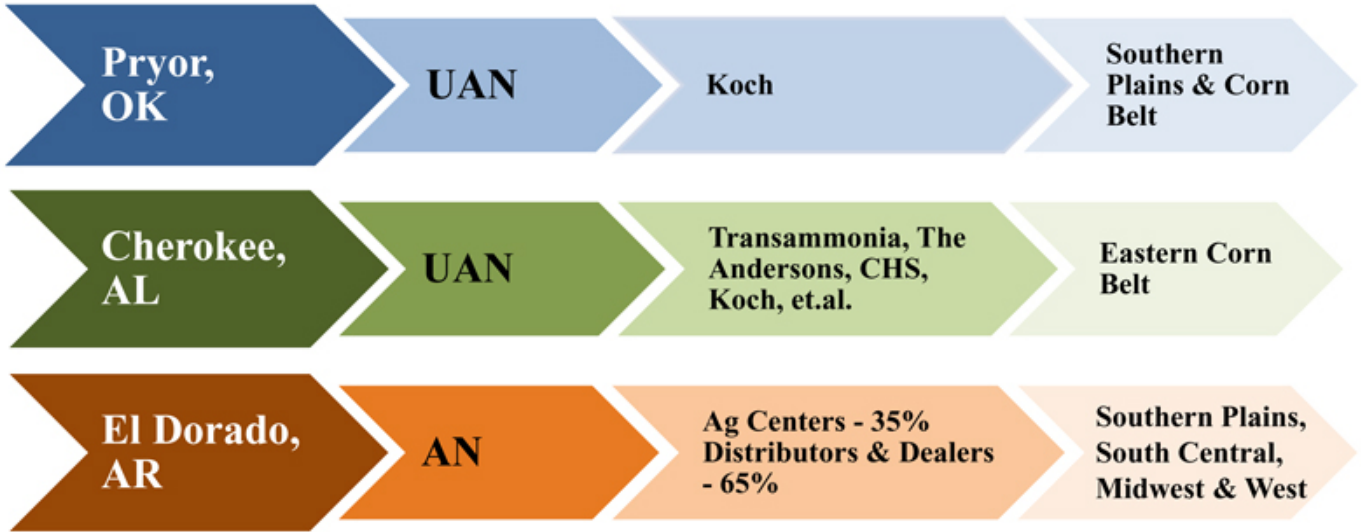 Pryor,
OK
UAN
Koch
Southern
Plains & Corn
Belt
Cherokee,
AL
UAN
Transammonia, The
Andersons, CHS,
Koch, et.al.
Eastern Corn
Belt
El Dorado,
AR
AN
Ag Centers - 35%
Distributors & Dealers
- 65%
Southern Plains,
South Central,
Midwest & West